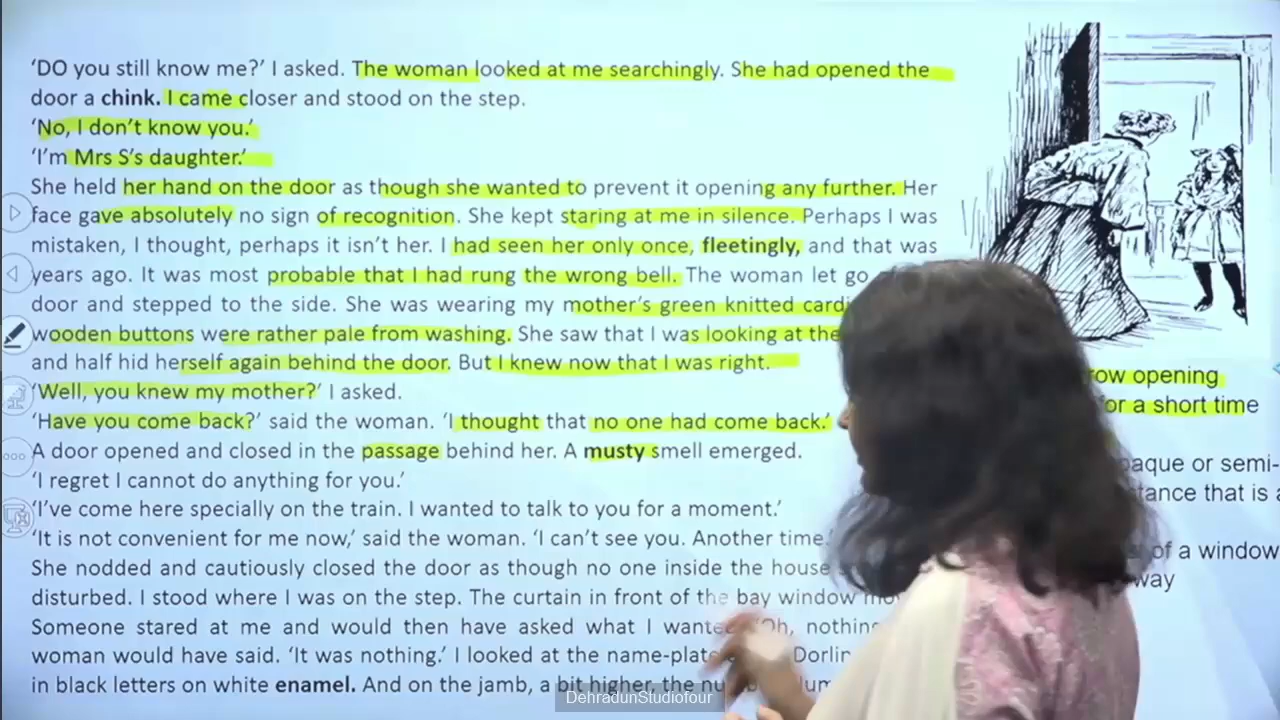 ‘DO you still know me?’ I asked. The woman looked at me searchingly. She had opened the
door a chink. I came closer and stood on the step.
‘No, I don’t know you.’
‘I’m Mrs S’s daughter.’
She held her hand on the door as though she wanted to prevent it opening any further. Her
face gave absolutely no sign of recognition. She kept staring at me in silence. Perhaps I was
mistaken, I thought, perhaps it isn’t her. I had seen her only once, fleetingly, and that was
years ago. It was most probable that I had rung the wrong bell. The woman let go
door and stepped to the side. She was wearing my mother’s green knitted
wooden buttons were rather pale from washing. She saw that I was looking at the
and half hid herself again behind the door. But I knew now that I was right.
‘Well, you knew my mother?’ I asked.
‘Have you come back?’ said the woman. ‘I thought that no one had come back.’
A door opened and closed in the passage behind her. A musty smell emerged.
‘I regret I cannot do anything for you.’
‘I’ve come here specially on the train. I wanted to talk to you for a moment.’
‘It is not convenient for me now,’ said the woman. ‘I can’t see you. Another time.’
She nodded and cautiously closed the door as though no one inside the house
disturbed. I stood where I was on the step. The curtain in front of the bay window
Someone stared at me and would then have asked what I wanted. ‘Oh,
woman would have said. ‘It was nothing.’ I looked at the
in black letters on white enamel. And on the jamb, a bit higher, the
opening
for a short time
or semi-
that is a
of a window
way
DehradunStudiofour